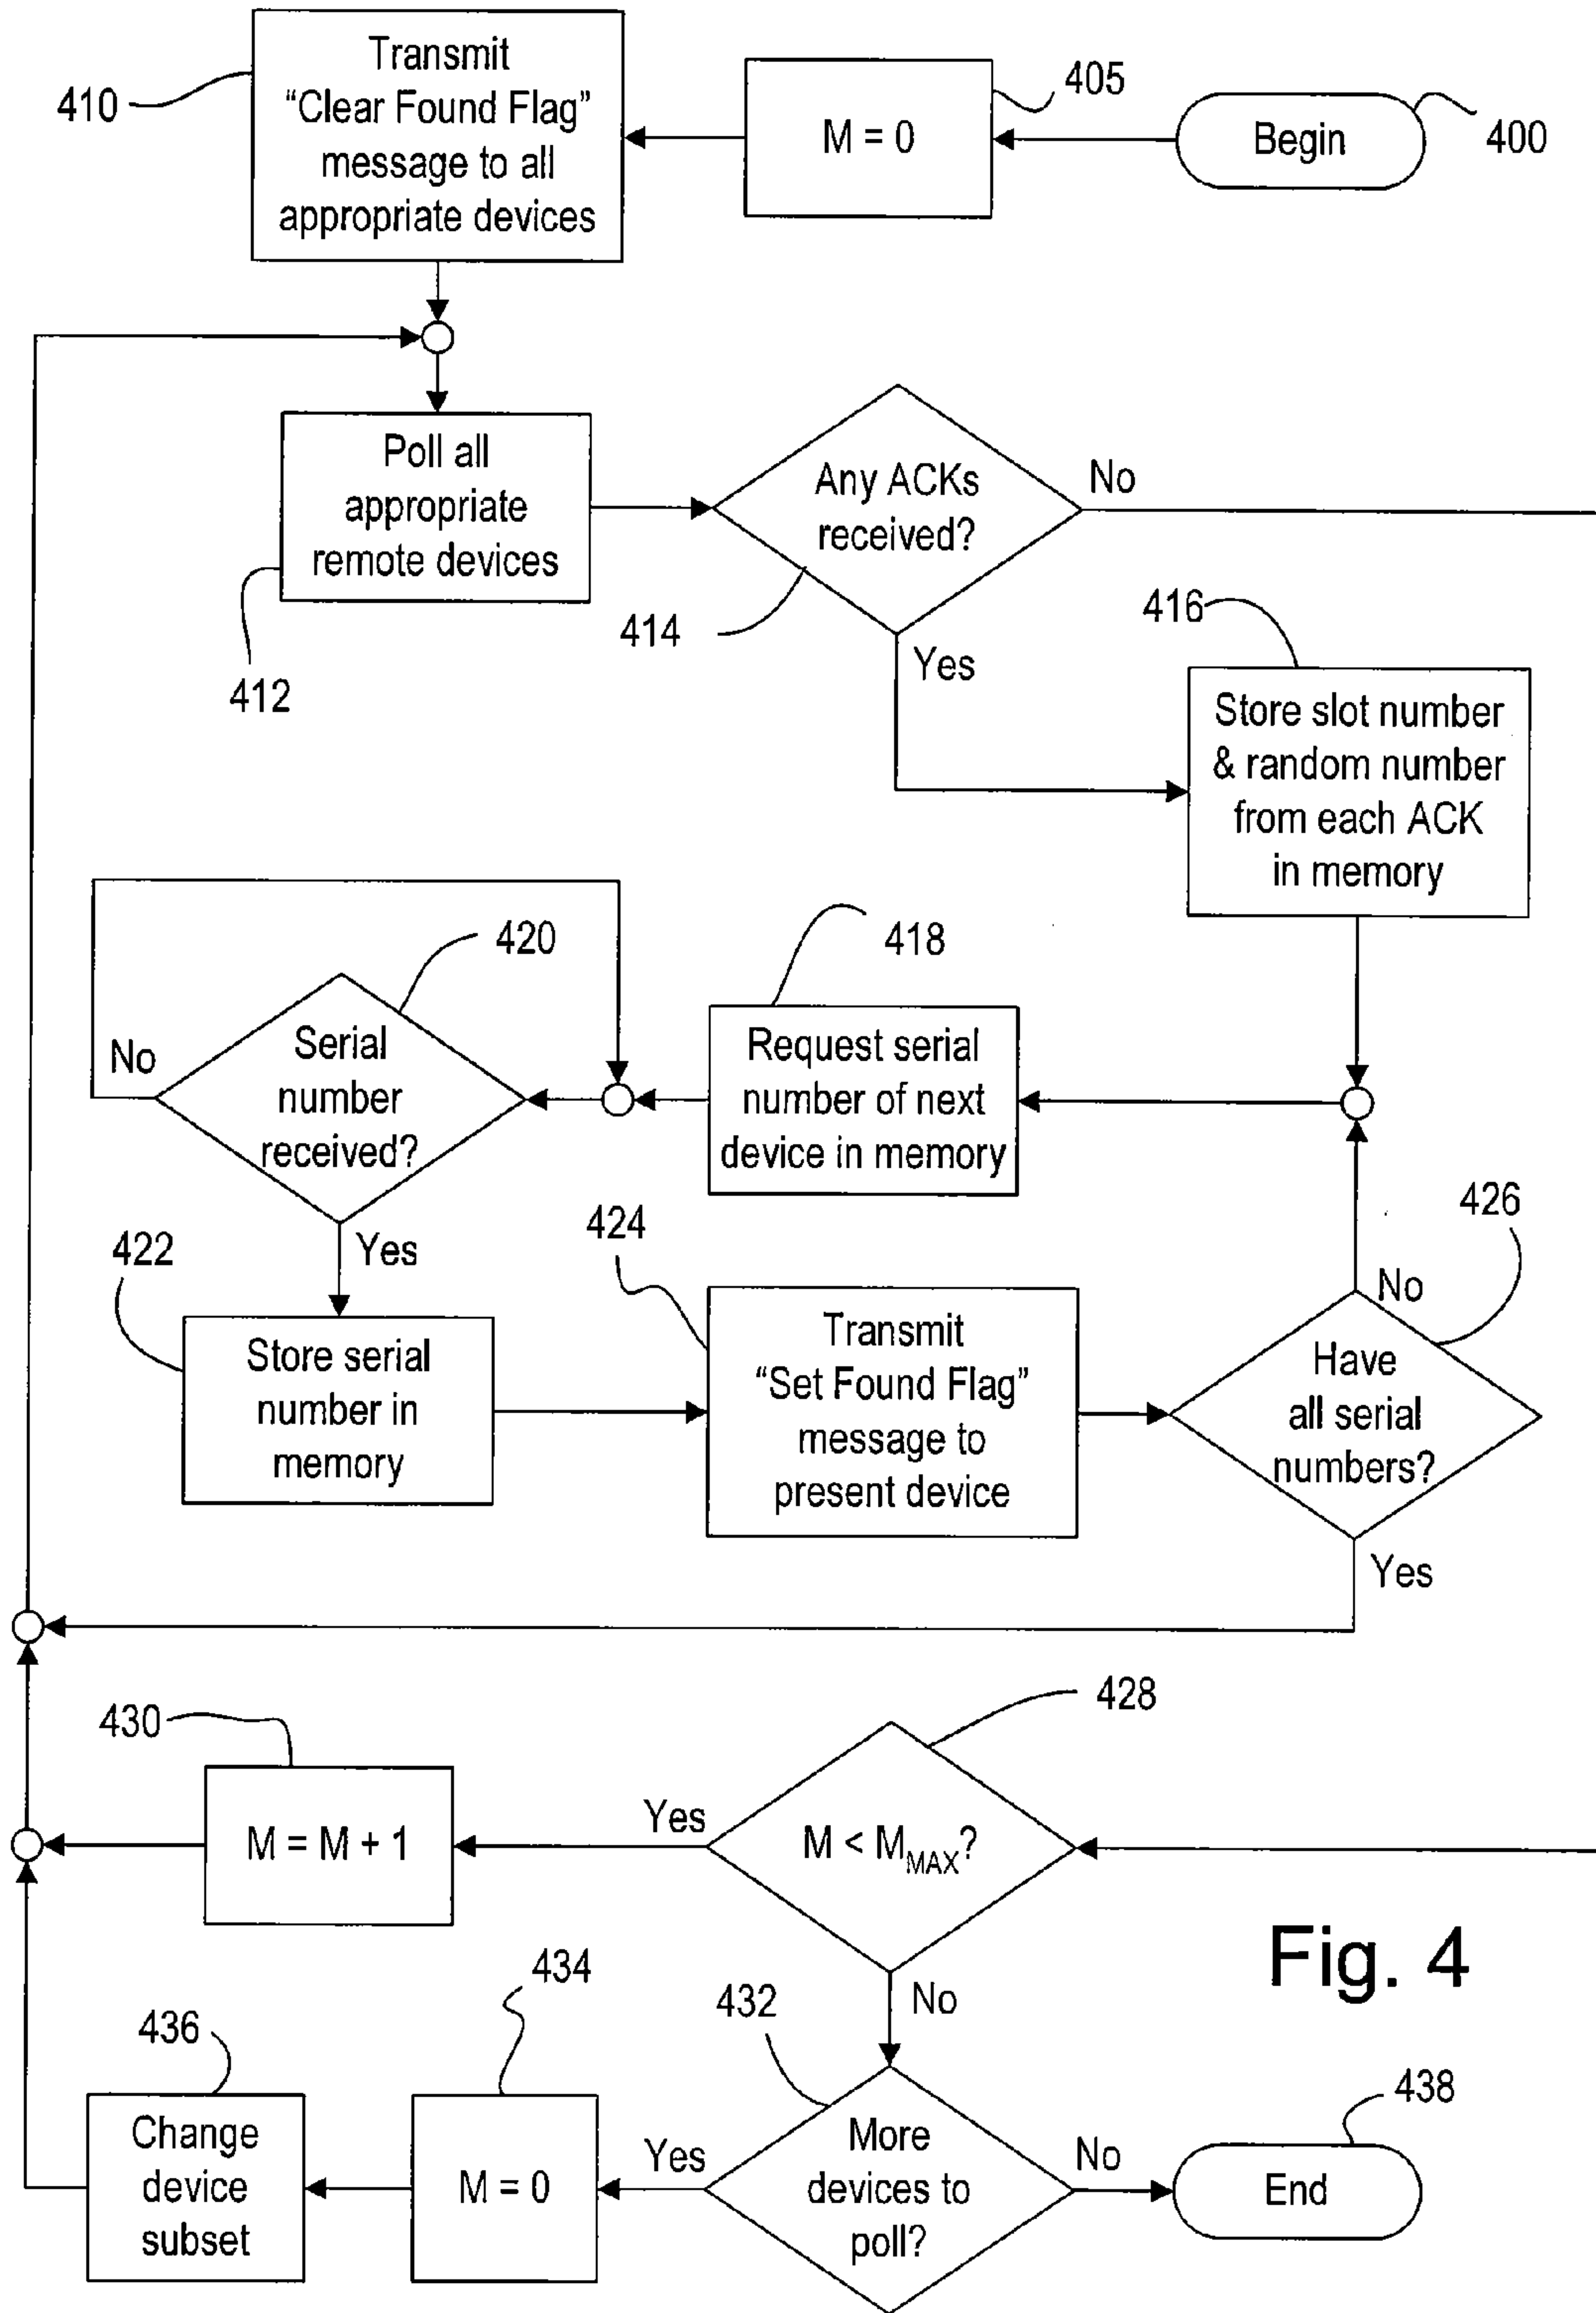 Transmit
“Clear Found Flag”
message to all
appropriate devices
410
M = 0
405
Begin
400
Poll all
appropriate
remote devices
412
Any ACKs
received?
No
Yes
414
416
Store slot number
& random number
from each ACK
in memory
420
Serial
number
received?
No
Yes
418
Request serial
number of next
device in memory
422
Store serial
number in
memory
424
Transmit
“Set Found Flag”
message to
present device
426
No
Have
all serial
numbers?
Yes
430
M = M + 1
Yes
428
M < MMAX?
No
Fig. 4
436
Change
device
subset
434
M = 0
Yes
432
More
devices to
poll?
No
438
End